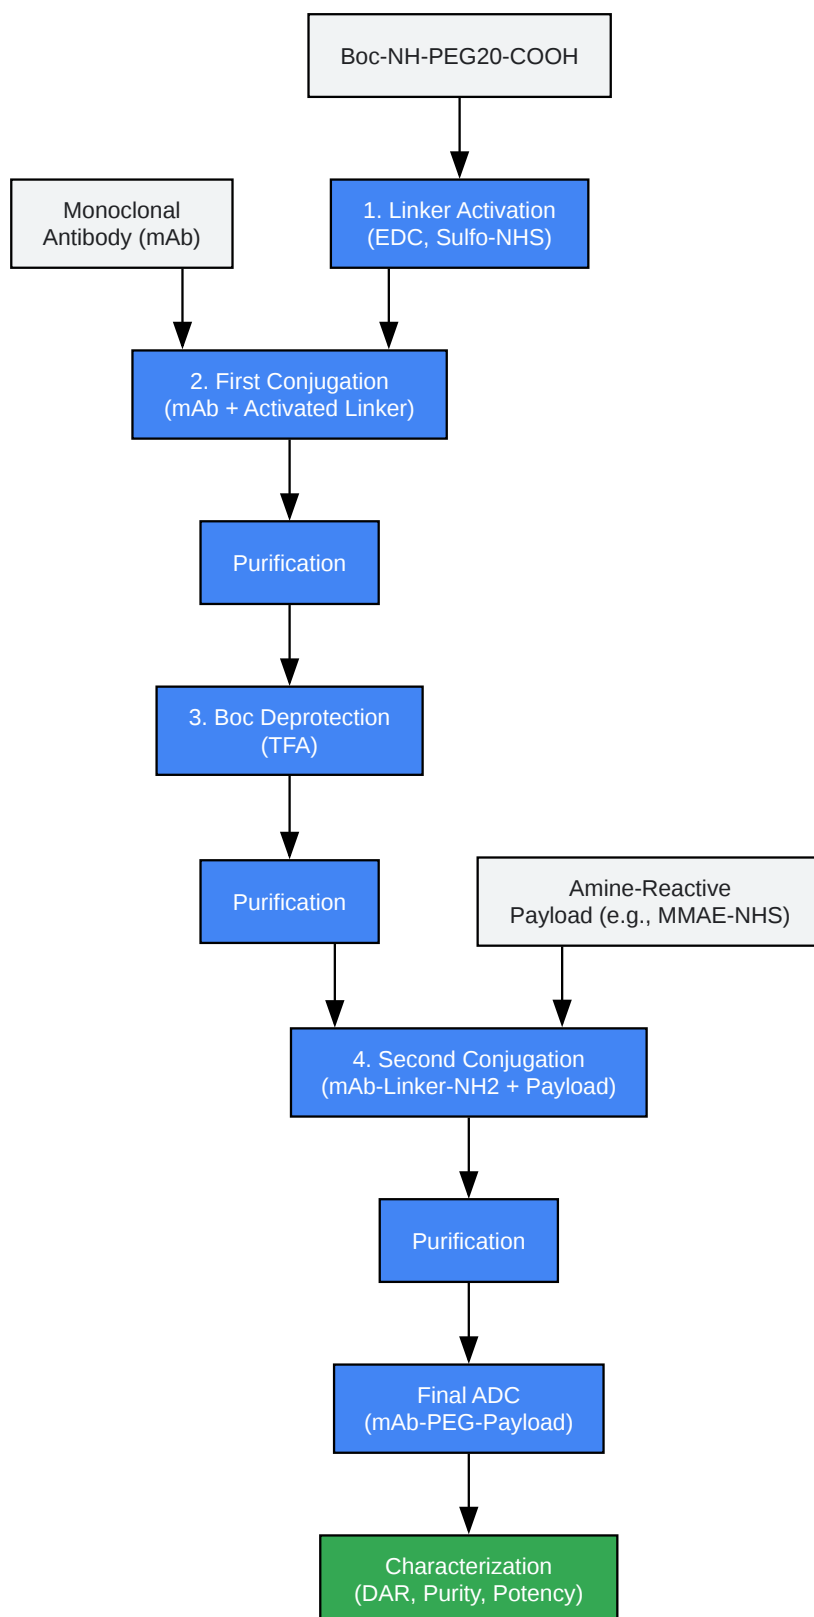 Boc-NH-PEG20-COOH
Monoclonal
Antibody (mAb)
1. Linker Activation
(EDC, Sulfo-NHS)
2. First Conjugation
(mAb + Activated Linker)
Purification
3. Boc Deprotection
(TFA)
Purification
Amine-Reactive
Payload (e.g., MMAE-NHS)
4. Second Conjugation
(mAb-Linker-NH2 + Payload)
Purification
Final ADC
(mAb-PEG-Payload)
Characterization
(DAR, Purity, Potency)